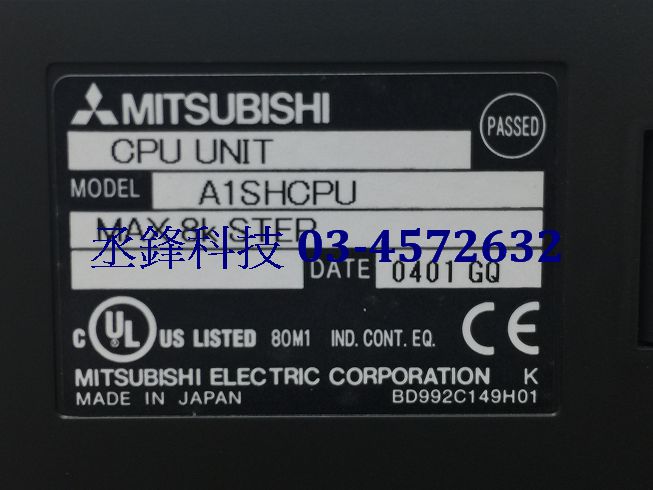 MITSUBISHI
PASSED
CPU UNIT
MODEL A1SHCPU
MAX 8k STEP
丞鋒科技 03-4572632
DATE 0401 GQ
C UL US LISTED 80M1 IND. CONT. EQ. CE
MITSUBISHI ELECTRIC CORPORATION K
MADE IN JAPAN BD992C149H01